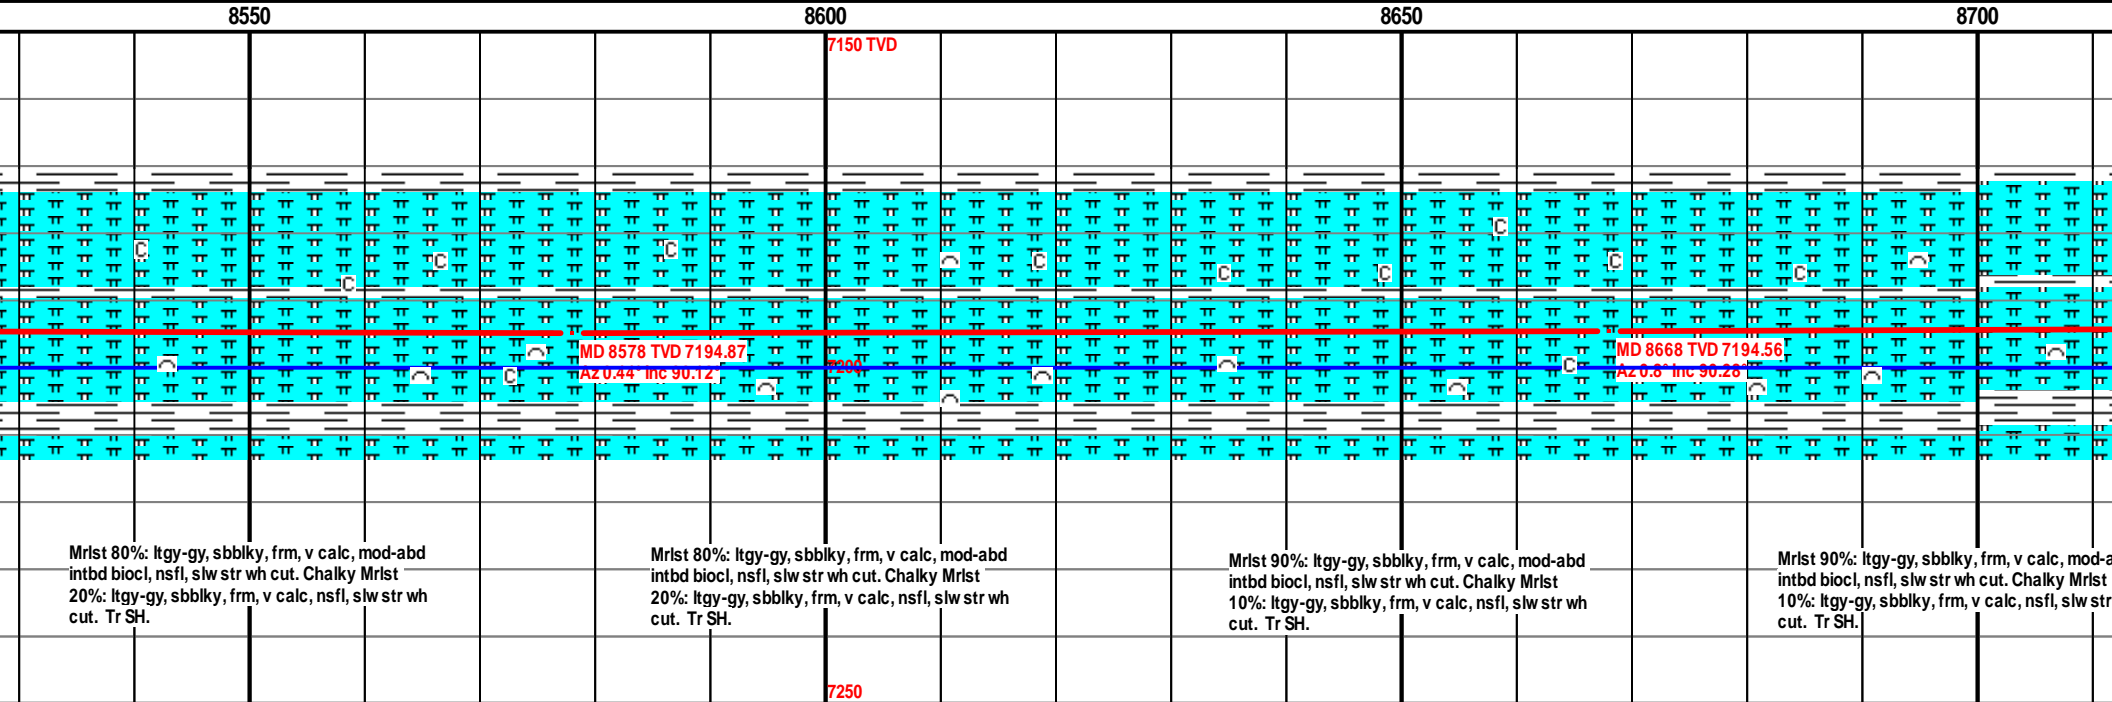 8550 8600 8650 8700
7150 TVD
MD 8578 TVD 7194.87
Az 0.44° Inc 90.12°
7200
MD 8668 TVD 7194.56
Az 0.8° Inc 90.28°
Mrlst 80%: ltgy-gy, sbblky, frm, v calc, mod-abd
intbd biocl, nsfl, slw str wh cut. Chalky Mrlst
20%: ltgy-gy, sbblky, frm, v calc, nsfl, slw str wh
cut. Tr SH.
Mrlst 80%: ltgy-gy, sbblky, frm, v calc, mod-abd
intbd biocl, nsfl, slw str wh cut. Chalky Mrlst
20%: ltgy-gy, sbblky, frm, v calc, nsfl, slw str wh
cut. Tr SH.
Mrlst 90%: ltgy-gy, sbblky, frm, v calc, mod-abd
intbd biocl, nsfl, slw str wh cut. Chalky Mrlst
10%: ltgy-gy, sbblky, frm, v calc, nsfl, slw str wh
cut. Tr SH.
Mrlst 90%: ltgy-gy, sbblky, frm, v calc, mod-a
intbd biocl, nsfl, slw str wh cut. Chalky Mrlst
10%: ltgy-gy, sbblky, frm, v calc, nsfl, slw str
cut. Tr SH.
7250